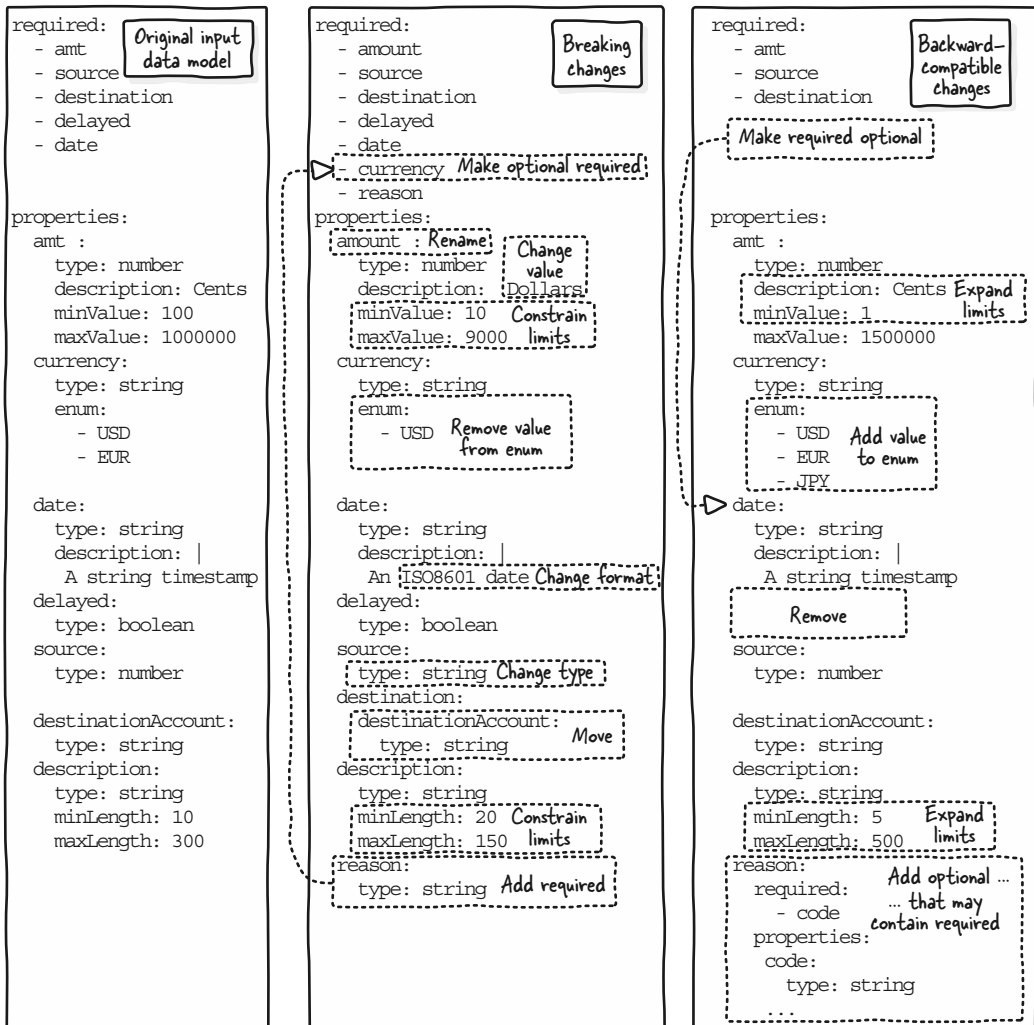 required:
- amt
- source
- destination
- delayed
- date
Original input
data model
properties:
amt :
type: number
description: Cents
minValue: 100
maxValue: 1000000
currency:
type: string
enum:
- USD
- EUR
date:
type: string
description: |
A string timestamp
delayed:
type: boolean
source:
type: number
destinationAccount:
type: string
description:
type: string
minLength: 10
maxLength: 300
required:
- amount
- source
- destination
- delayed
- date
- currency Make optional required
- reason
Breaking
changes
properties:
amount : Rename
type: number
description: Dollars
Change
value
minValue: 10
maxValue: 9000
Constrain
limits
currency:
type: string
enum:
- USD
Remove value
from enum
date:
type: string
description: |
An ISO8601 date Change format
delayed:
type: boolean
source:
type: string Change type
destination:
destinationAccount:
type: string
Move
description:
type: string
minLength: 20
maxLength: 150
Constrain
limits
reason:
type: string Add required
required:
- amt
- source
- destination
Backward-
compatible
changes
Make required optional
properties:
amt :
type: number
description: Cents
minValue: 1
Expand
limits
maxValue: 1500000
currency:
type: string
enum:
- USD
- EUR
- JPY
Add value
to enum
date:
type: string
description: |
A string timestamp
Remove
source:
type: number
destinationAccount:
type: string
description:
type: string
minLength: 5
maxLength: 500
Expand
limits
reason:
required:
- code
properties:
code:
type: string
...
Add optional ...
... that may
contain required